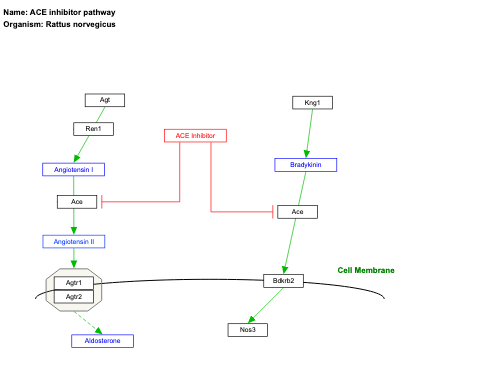 Name: ACE inhibitor pathway
Organism: Rattus norvegicus
Agt
Kng1
Ren1
ACE Inhibitor
Angiotensin I
Bradykinin
Ace
Ace
Angiotensin II
Cell Membrane
Agtr1
Bdkrb2
Agtr2
Nos3
Aldosterone